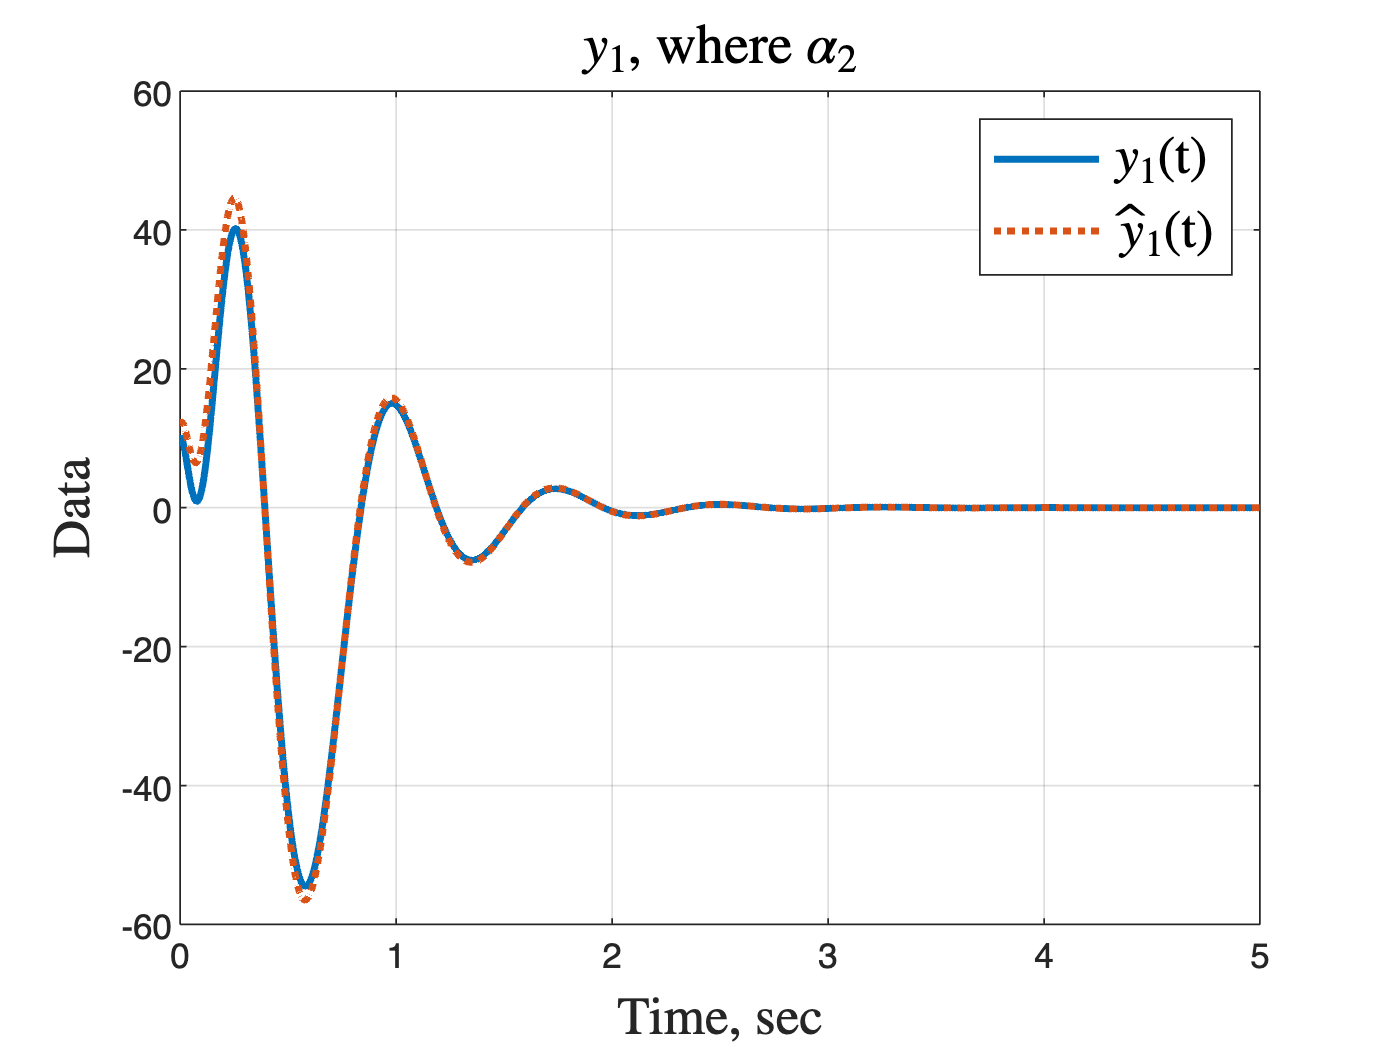 y₁, where α₂
60
40
20
0
-20
-40
-60
Data
y₁(t)
ŷ₁(t)
0 1 2 3 4 5
Time, sec